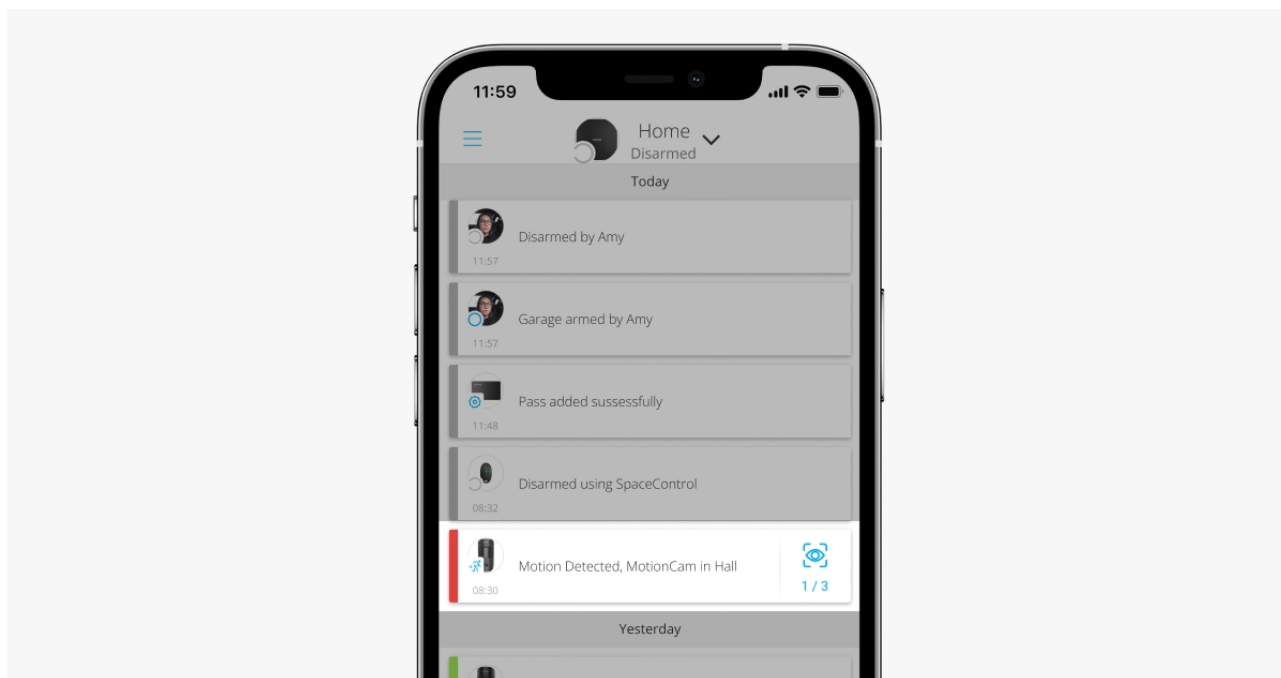 11:59
Home
Disarmed
Today
Disarmed by Amy
11:57
Garage armed by Amy
11:57
Pass added sussessfully
11:48
Disarmed using SpaceControl
08:32
Motion Detected, MotionCam in Hall
08:30
1 / 3
Yesterday